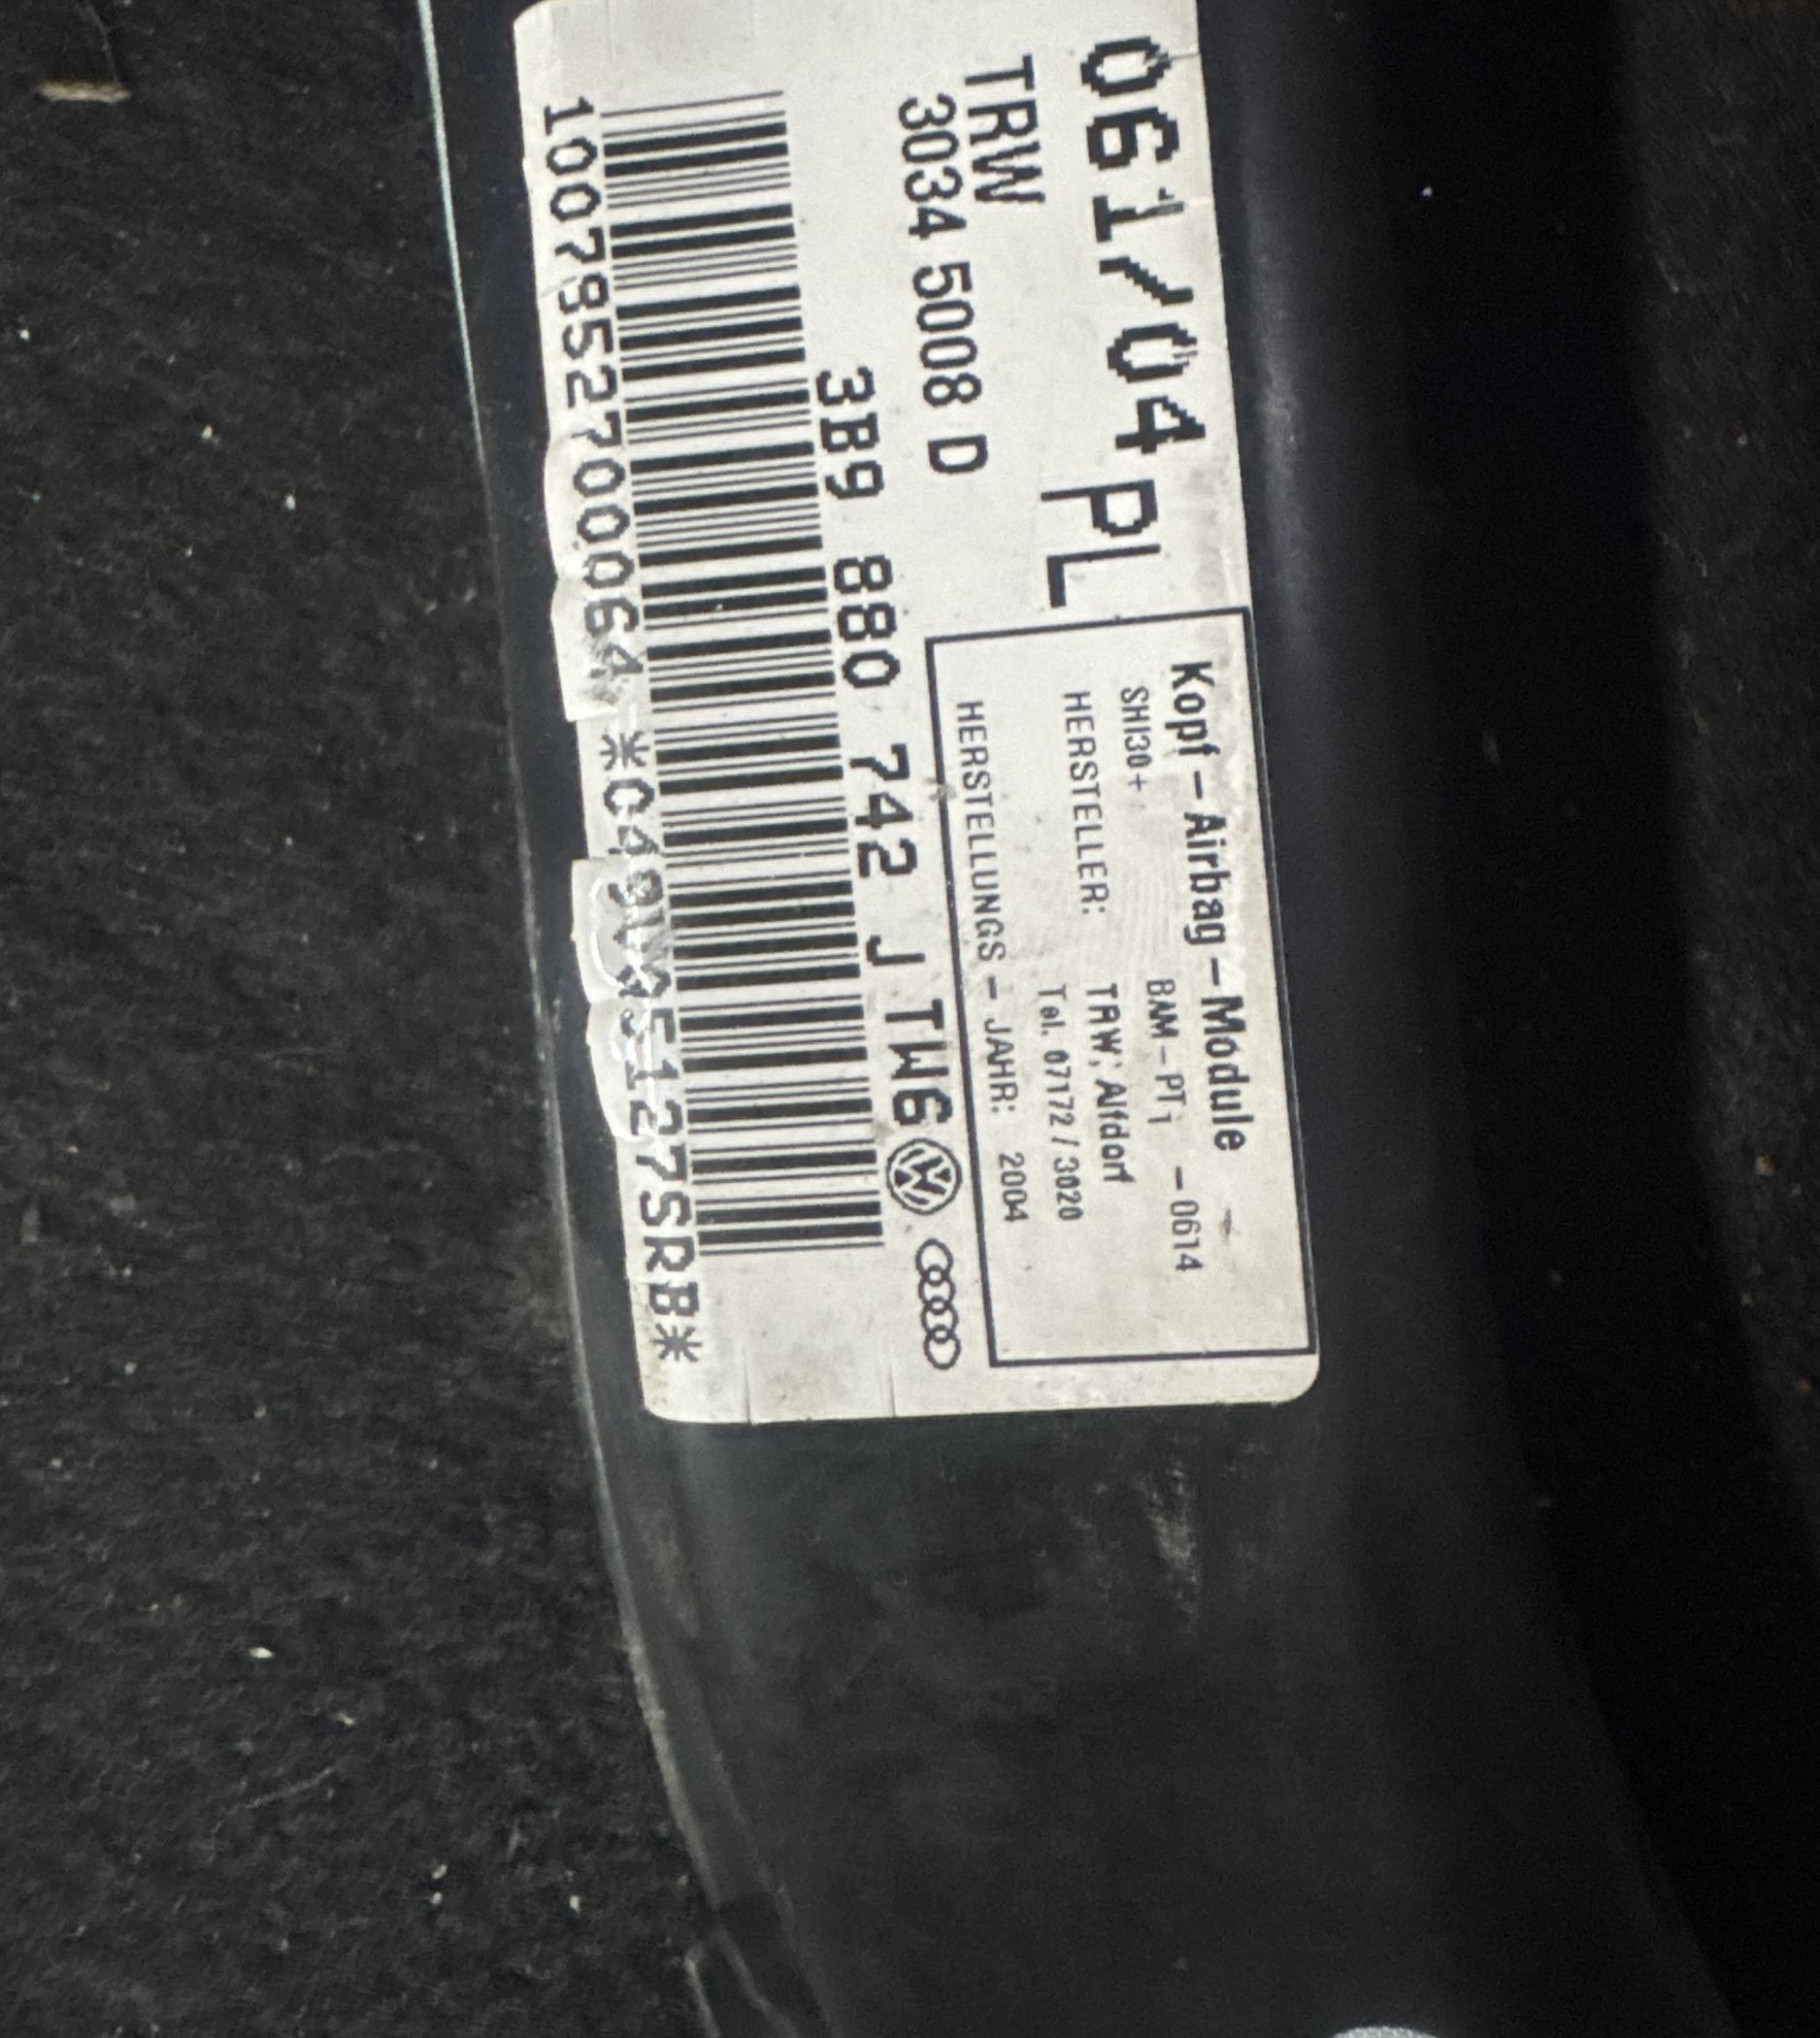 061/04 PL
TRW
3034 5008 D
Kopf-Airbag-Module
SHI30+ BAM-PT1 -0614
HERSTELLER: TRW, Alfdorf
Tel. 07172/3020
HERSTELLUNGS-JAHR: 2004
3B9 880 742 J TW6